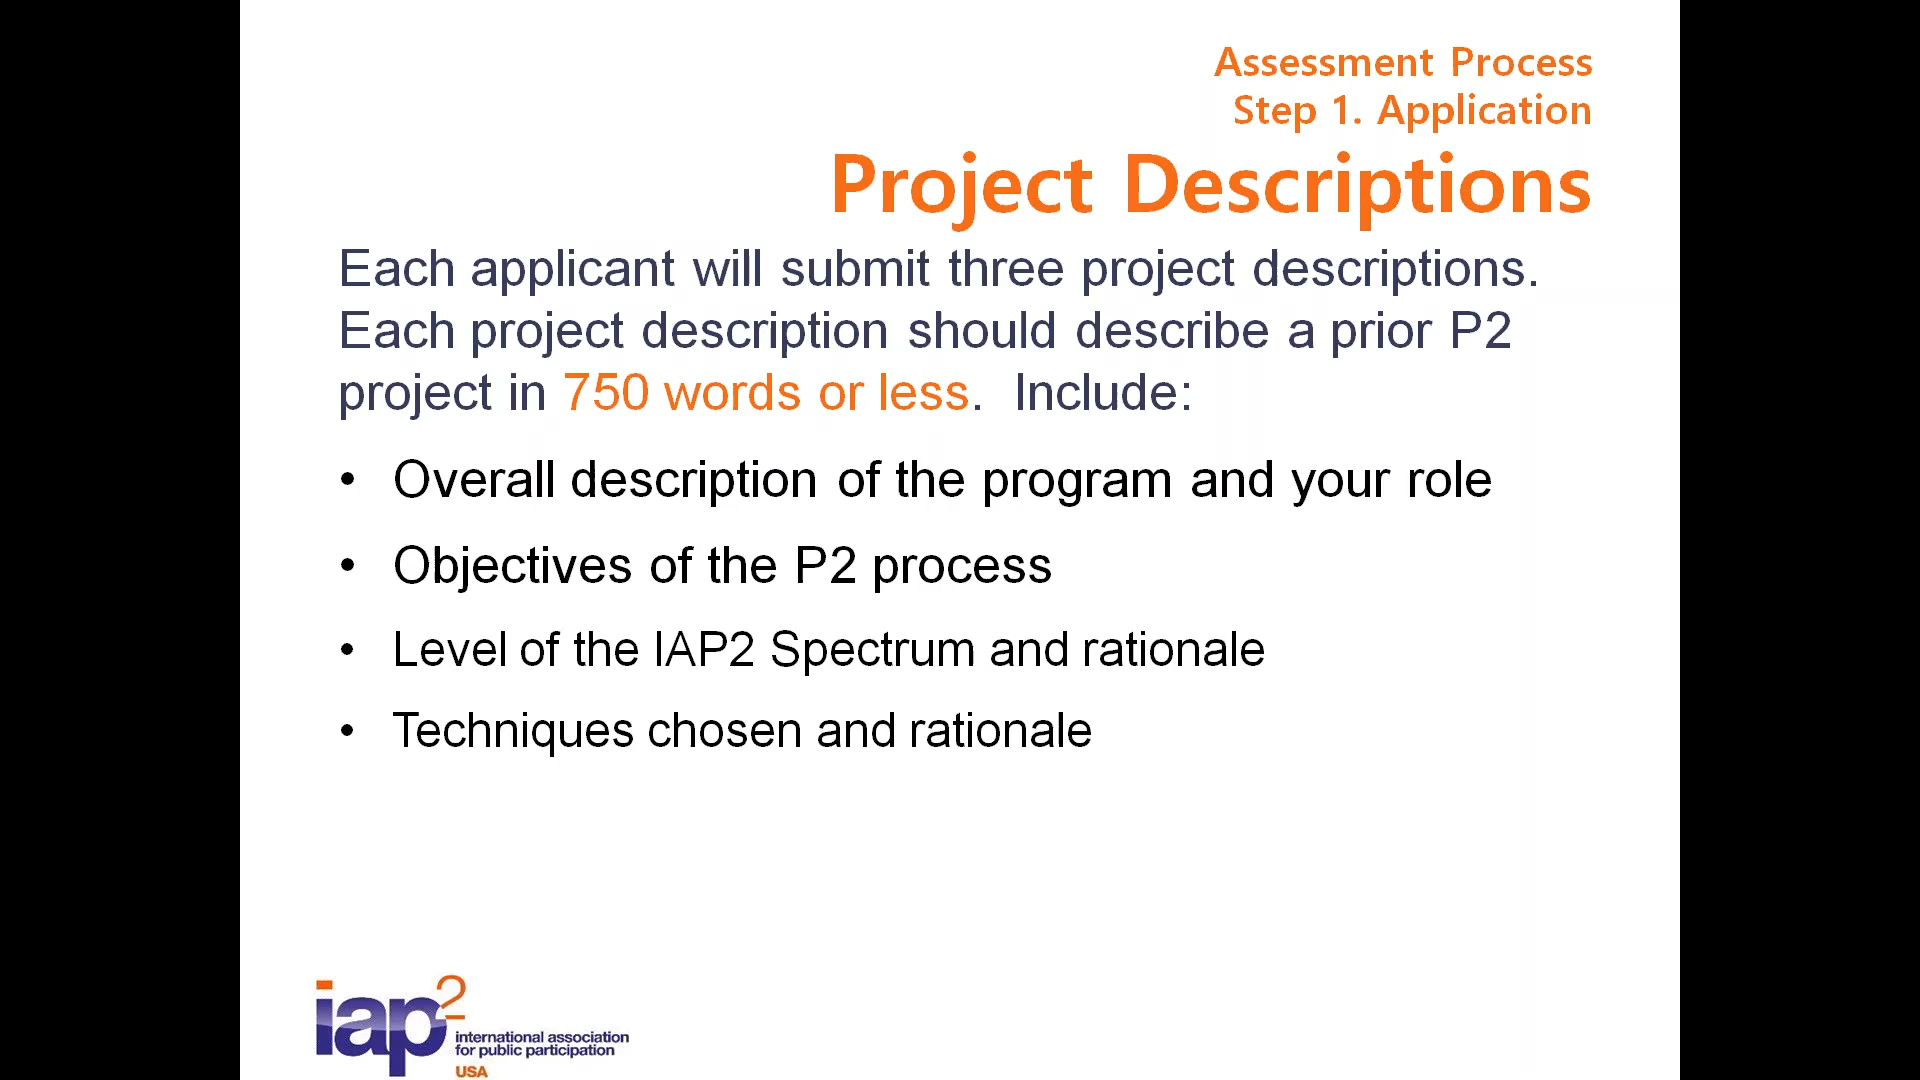 Assessment Process
Step 1. Application
Project Descriptions
Each applicant will submit three project descriptions.
Each project description should describe a prior P2
project in 750 words or less.  Include:
• Overall description of the program and your role
• Objectives of the P2 process
• Level of the IAP2 Spectrum and rationale
• Techniques chosen and rationale
iap2
international association
for public participation
USA